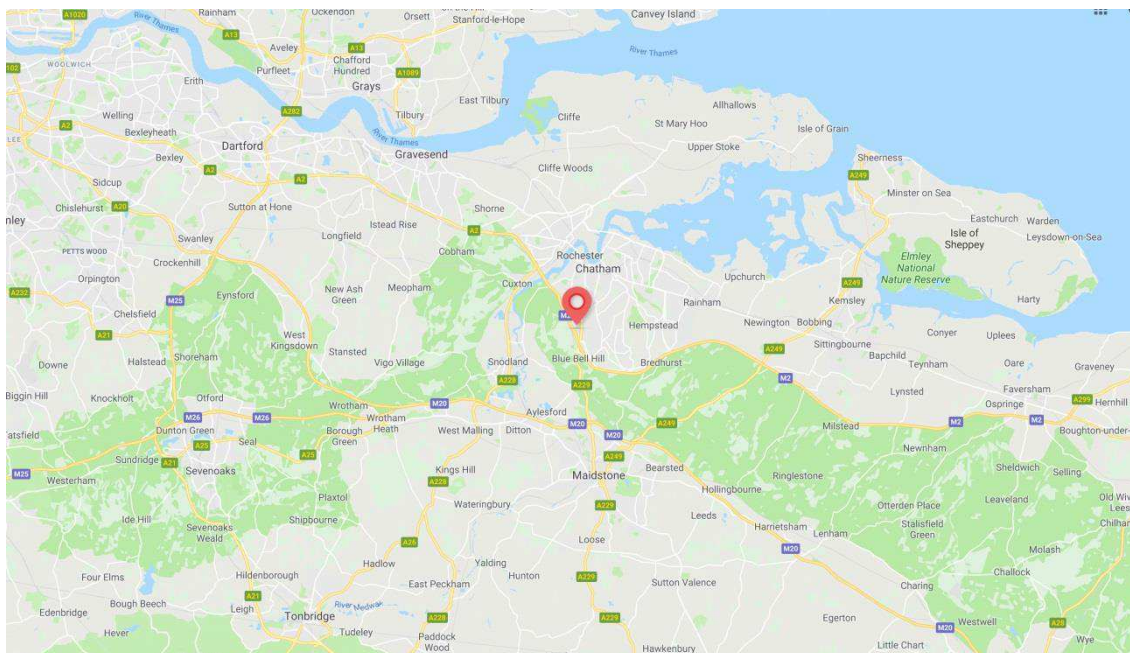 A1020
River Thames
Rainham
Ockendon
Orsett
Stanford-le-Hope
Canvey Island
A13
Aveley
A13
River Thames
WOOLWICH
Chafford
Hundred
A1089
102
Purfleet
Erith
Grays
East Tilbury
Allhallows
Welling
A282
Tilbury
Cliffe
St Mary Hoo
Isle of Grain
A2
Bexleyheath
River Thames
LEE
Dartford
Gravesend
Upper Stoke
Sheerness
Bexley
A2
Cliffe Woods
A249
Sidcup
A2
Minster on Sea
Chislehurst
A20
Sutton at Hone
Shorne
Eastchurch
Warden
mley
Istead Rise
A2
Isle of
Sheppey
Leysdown-on-Sea
Swanley
Longfield
Cobham
Rochester
Elmley
National
Nature Reserve
PETTS WOOD
Crockenhill
Chatham
Orpington
Cuxton
Upchurch
A249
A232
M25
Eynsford
New Ash
Green
Meopham
Rainham
Kemsley
Harty
Chelsfield
M2
Hempstead
Newington
Bobbing
A21
West
Kingsdown
Conyer
Uplees
Halstead
Shoreham
Stansted
Vigo Village
Snodland
Blue Bell Hill
Bredhurst
A249
Sittingbourne
Bapchild
Oare
Graveney
Downe
Teynham
Biggin Hill
Knockholt
Otford
A228
A229
M2
Lynsted
Faversham
A299
Hernhill
M26
M26
Wrotham
M20
Aylesford
Ospringe
Tatsfield
Dunton Green
Wrotham
Heath
M20
A249
Milstead
M2
M2
Boughton-under-
A25
Seal
Borough
Green
West Malling
Ditton
M20
Newnham
Sundridge
A21
A25
A249
Bearsted
Sheldwich
Selling
M25
Sevenoaks
Kings Hill
Maidstone
Ringlestone
Westerham
A228
Hollingbourne
Leaveland
Old Wi
Lees
Plaxtol
Wateringbury
A229
Otterden Place
Ide Hill
Shipbourne
Leeds
Stalisfield
Green
Chilham
Sevenoaks
Weald
Loose
Harrietsham
Lenham
A26
M20
Molash
Hadlow
Yalding
Challock
Four Elms
Hildenborough
East Peckham
Hunton
A229
Sutton Valence
Charing
Bough Beech
A21
Edenbridge
Leigh
River Medway
A228
A229
Egerton
Westwell
Tonbridge
M20
A28
Hever
Tudeley
Paddock
Wood
Hawkenbury
Little Chart
Wye